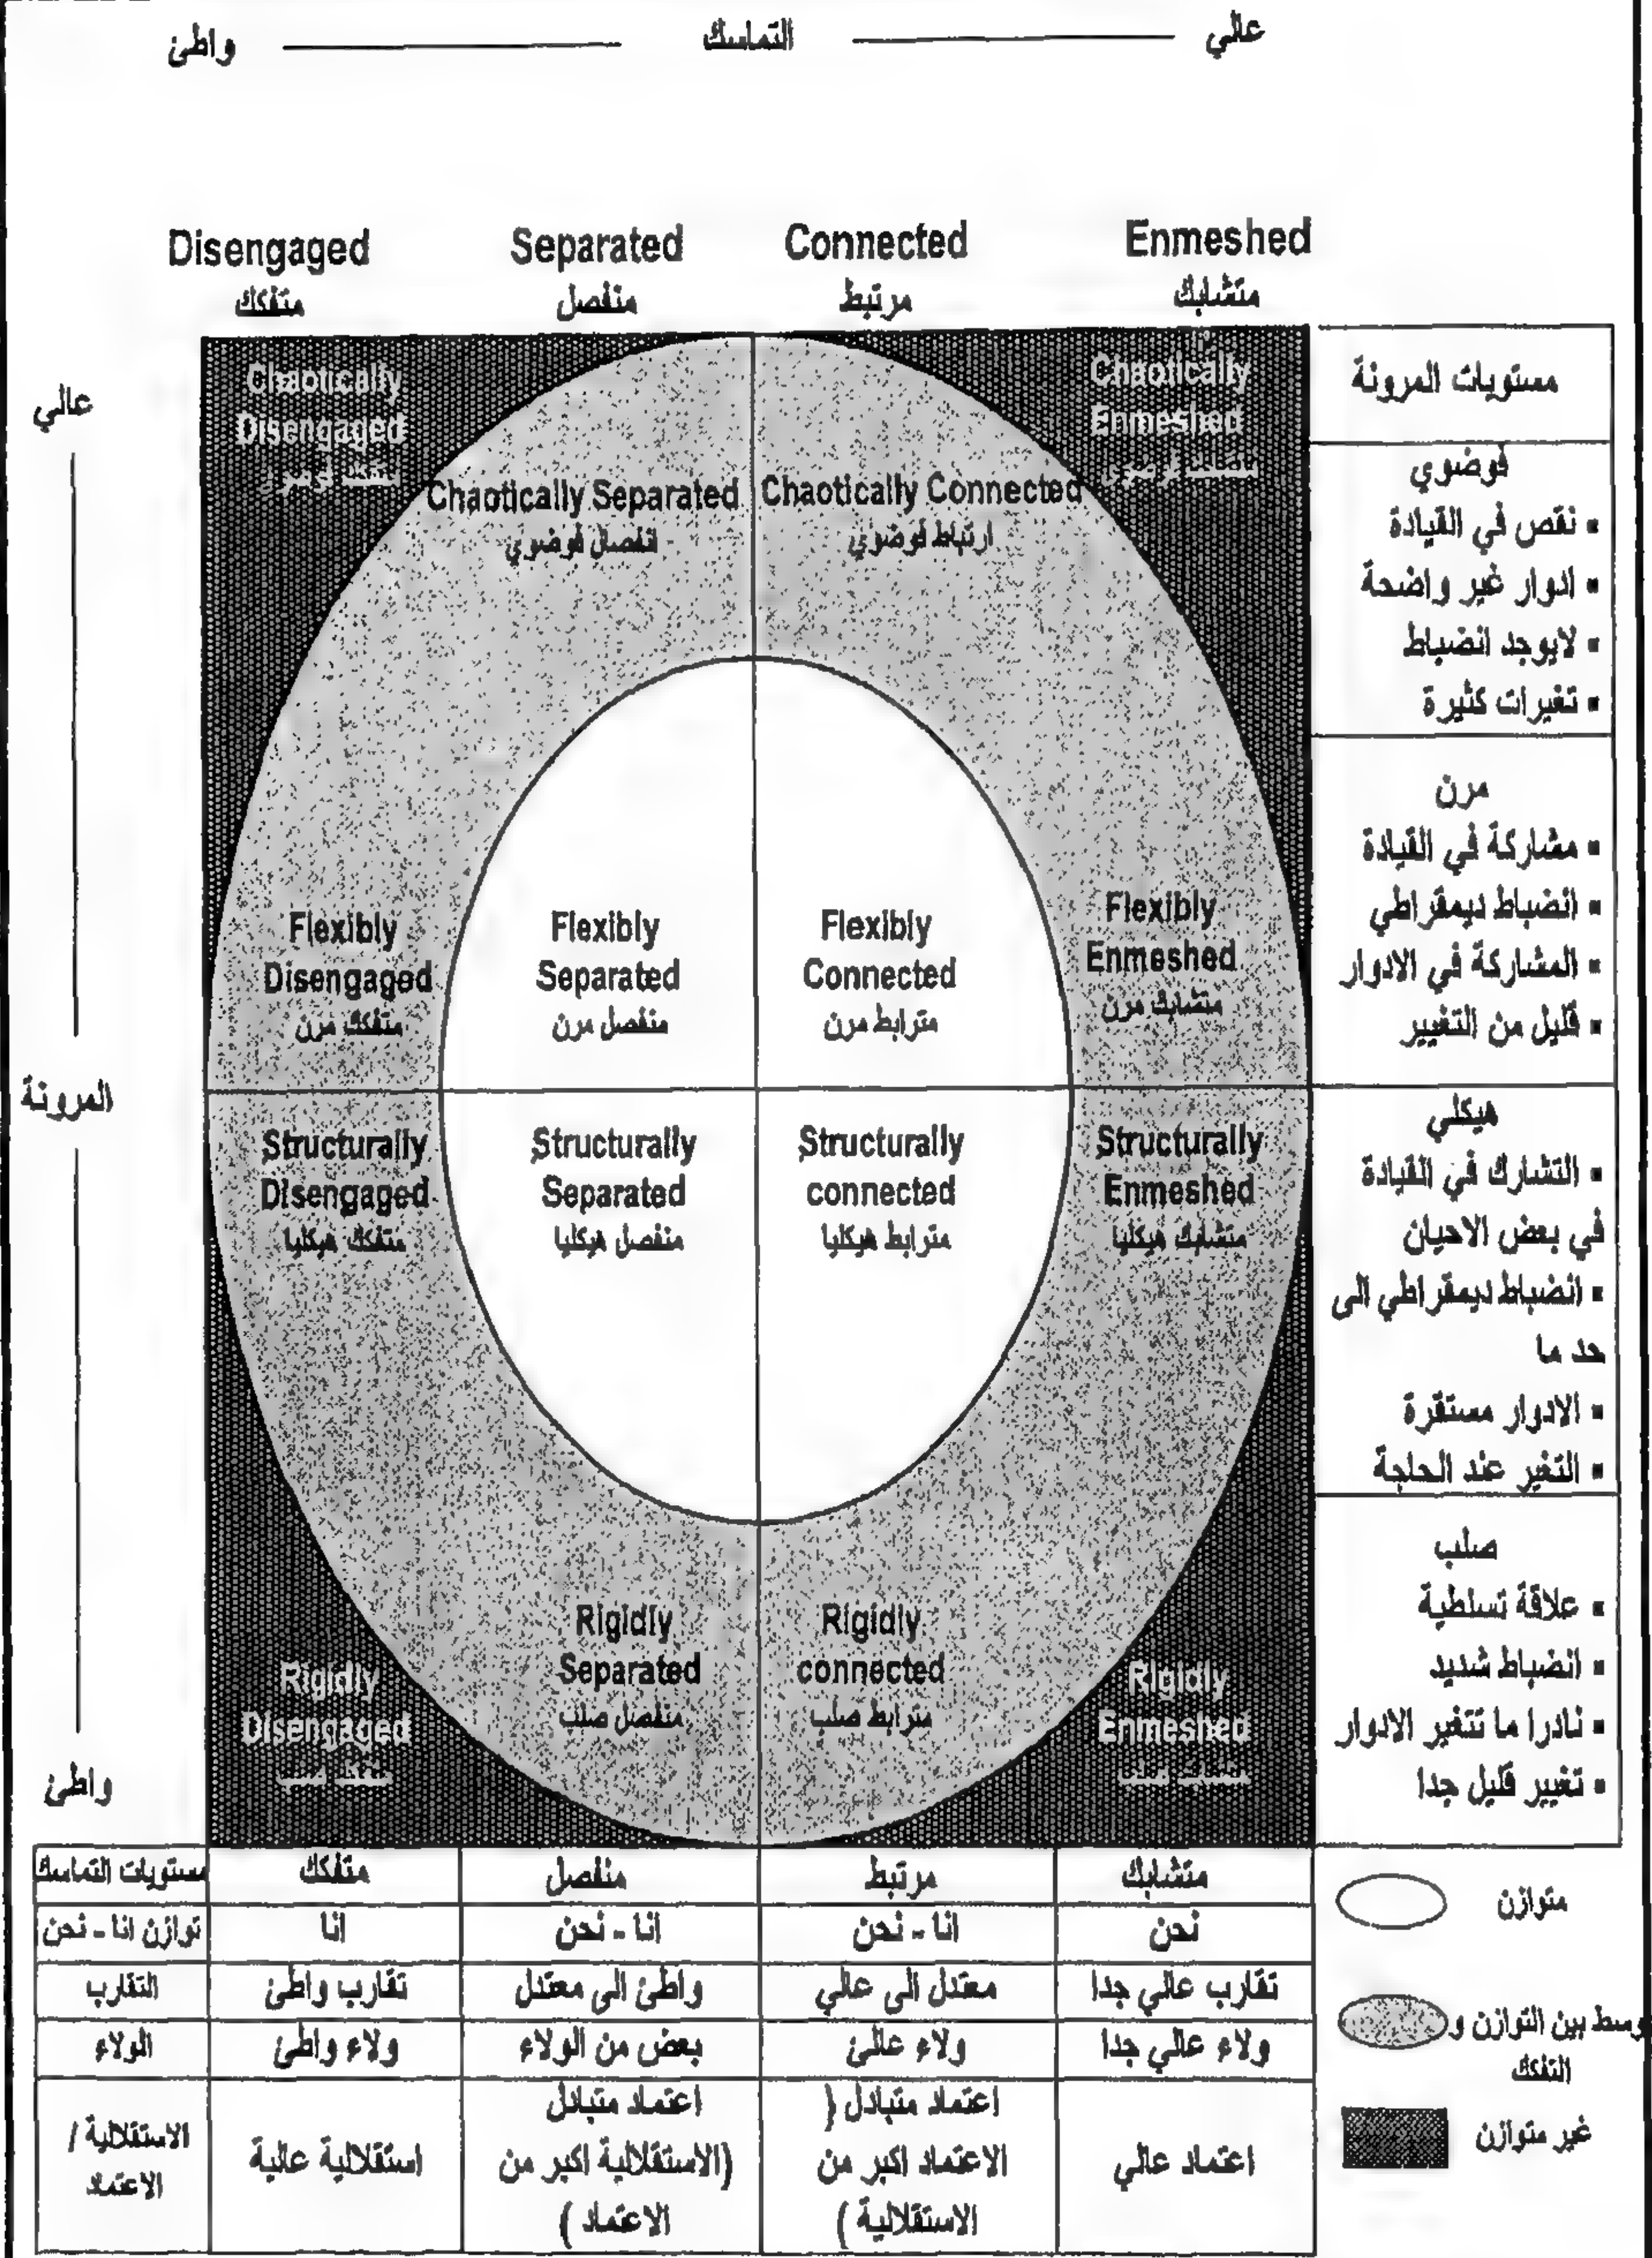 عالي ــــــ التماسك ــــــ واطئ
Disengaged Separated Connected Enmeshed
متفكك منفصل مرتبط متشابك
عالي
المرونة
واطئ
Chaotically
Disengaged
Chaotically Separated
انفصال فوضوي
Chaotically Connected
ارتباط فوضوي
Chaotically
Enmeshed
Flexibly
Disengaged
متفكك مرن
Flexibly
Separated
منفصل مرن
Flexibly
Connected
مترابط مرن
Flexibly
Enmeshed
متشابك مرن
Structurally
Disengaged
متفكك هيكليا
Structurally
Separated
منفصل هيكليا
Structurally
connected
مترابط هيكليا
Structurally
Enmeshed
متشابك هيكليا
Rigidly
Disengaged
Rigidly
Separated
منفصل صلب
Rigidly
connected
مترابط صلب
Rigidly
Enmeshed
مستويات المرونة
فوضوي
▪ نقص في القيادة
▪ ادوار غير واضحة
▪ لايوجد انضباط
▪ تغيرات كثيرة
مرن
▪ مشاركة في القيادة
▪ انضباط ديمقراطي
▪ المشاركة في الادوار
▪ قليل من التغيير
هيكلي
▪ التشارك في القيادة
في بعض الاحيان
▪ انضباط ديمقراطي الى
حد ما
▪ الادوار مستقرة
▪ التغير عند الحاجة
صلب
▪ علاقة تسلطية
▪ انضباط شديد
▪ نادرا ما تتغير الادوار
▪ تغيير قليل جدا
مستويات التماسك متفكك منفصل مرتبط متشابك
توازن انا - نحن انا انا - نحن انا - نحن نحن
التقارب تقارب واطئ واطئ الى معتدل معتدل الى عالي تقارب عالي جدا
الولاء ولاء واطئ بعض من الولاء ولاء عالئ ولاء عالي جدا
الاستقلالية /
الاعتماد
استقلالية عالية
اعتماد متبادل
(الاستقلالية اكبر من
الاعتماد )
اعتماد متبادل (
الاعتماد اكبر من
الاستقلالية )
اعتماد عالي
متوازن
وسط بين التوازن و
التفكك
غير متوازن